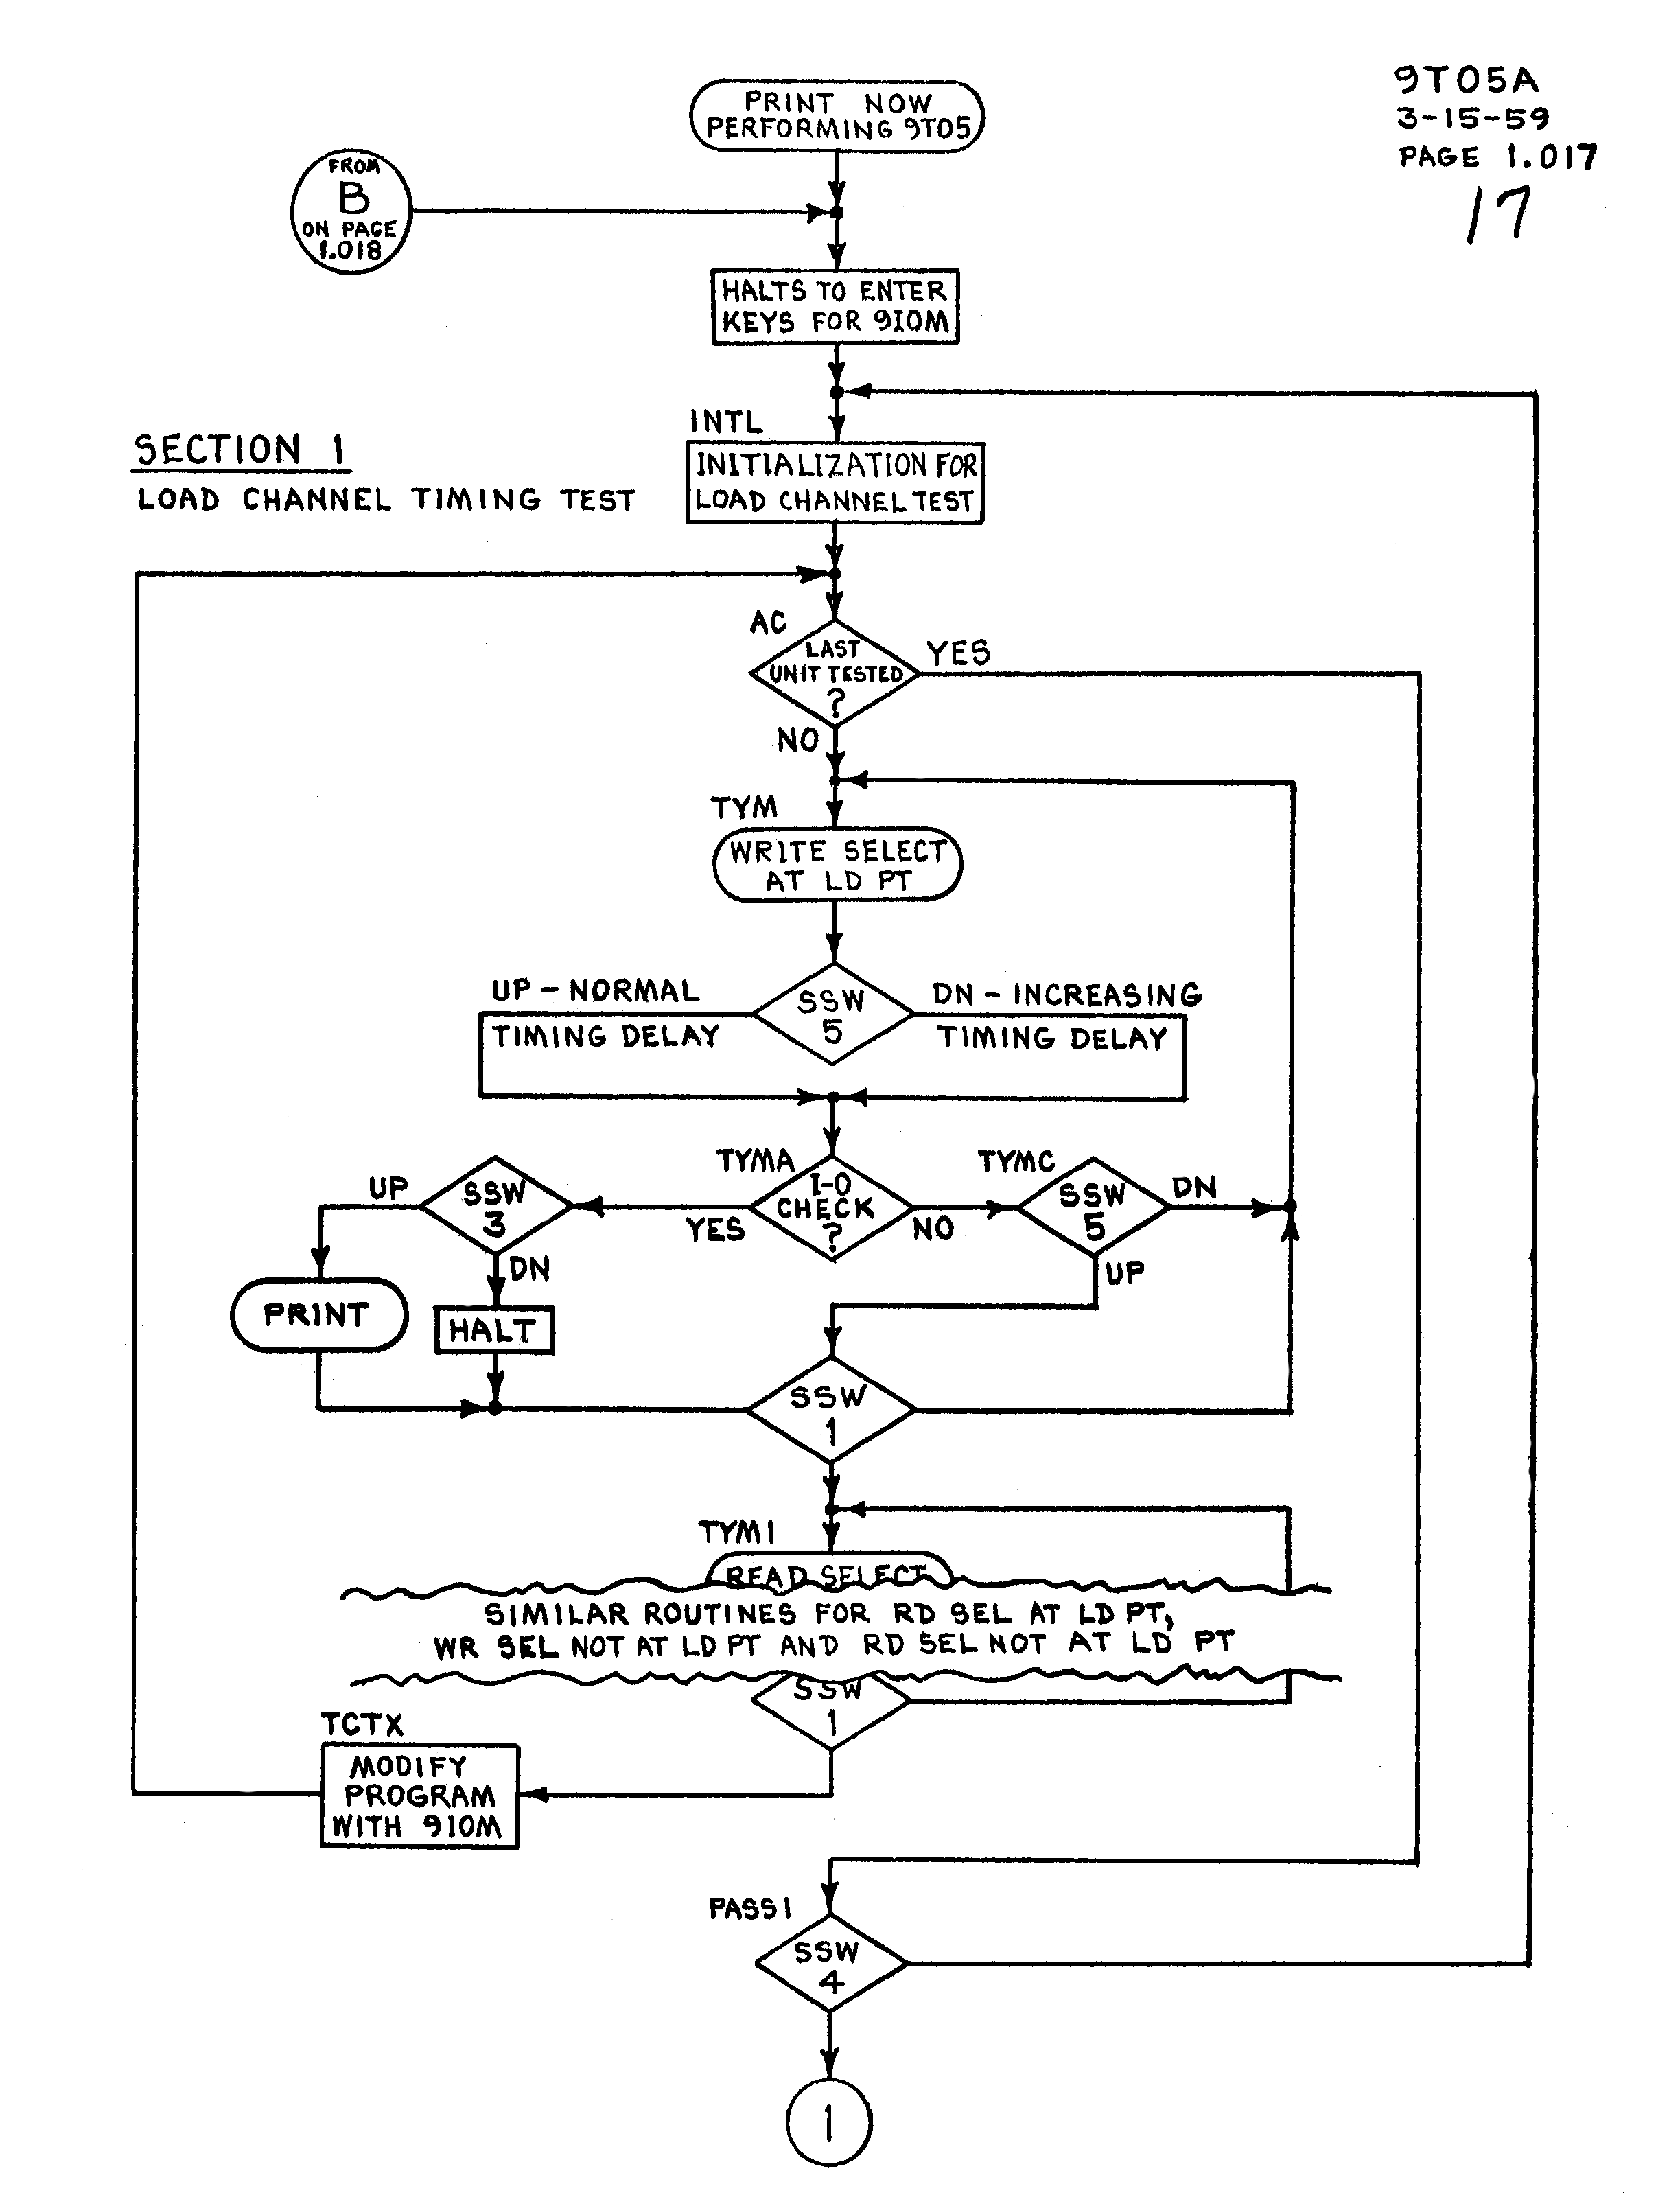 9T05A
3-15-59
PAGE 1.017
17
PRINT NOW
PERFORMING 9T05
FROM
B
ON PAGE
1.018
HALTS TO ENTER
KEYS FOR 9IOM
INTL
SECTION 1
LOAD CHANNEL TIMING TEST
INITIALIZATION FOR
LOAD CHANNEL TEST
AC
LAST
UNIT TESTED
?
YES
NO
TYM
WRITE SELECT
AT LD PT
UP - NORMAL
TIMING DELAY
SSW
5
DN - INCREASING
TIMING DELAY
UP
SSW
3
DN
YES
TYMA
I-O
CHECK
?
NO
TYMC
SSW
5
DN
UP
PRINT
HALT
SSW
1
TYM1
READ SELECT
SIMILAR ROUTINES FOR RD SEL AT LD PT,
WR SEL NOT AT LD PT AND RD SEL NOT AT LD PT
SSW
1
TCTX
MODIFY
PROGRAM
WITH 9IOM
PASS1
SSW
4
1